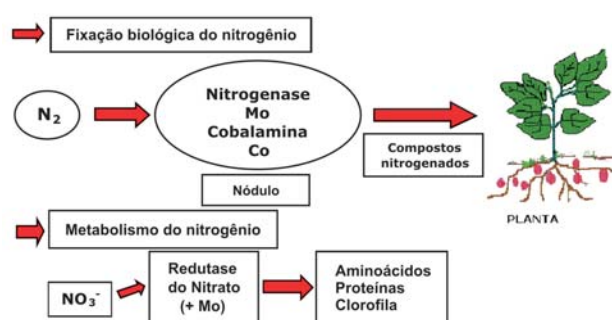 Fixação biológica do nitrogênio
N2
Nitrogenase
Mo
Cobalamina
Co
Compostos
nitrogenados
Nódulo
PLANTA
Metabolismo do nitrogênio
NO3-
Redutase
do Nitrato
(+ Mo)
Aminoácidos
Proteínas
Clorofila